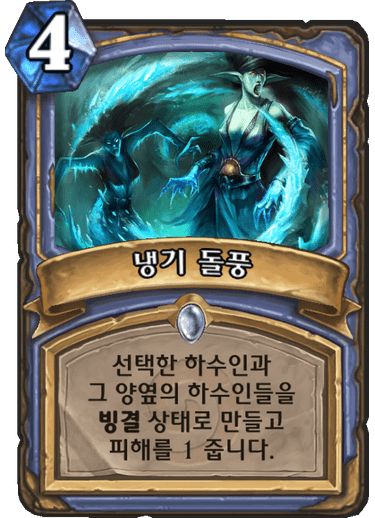 4
냉기 돌풍
선택한 하수인과
그 양옆의 하수인들을
빙결 상태로 만들고
피해를 1 줍니다.